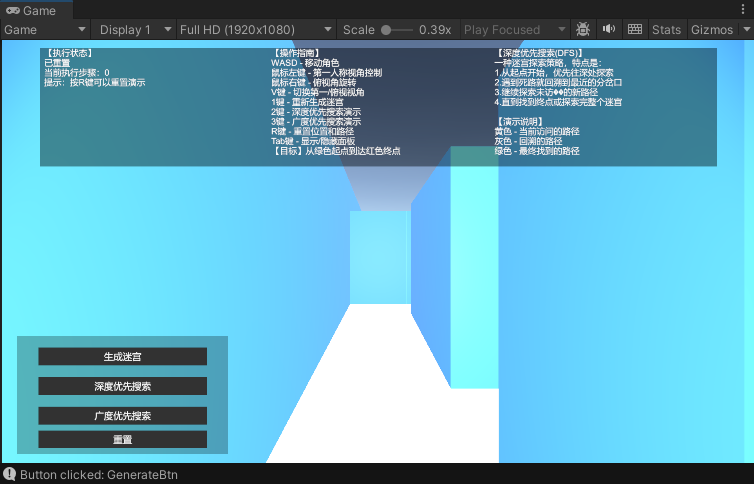 Game
Game
Display 1
Full HD (1920x1080)
Scale
0.39x
Play Focused
Stats
Gizmos
【执行状态】
已重置
当前执行步骤：0
提示：按R键可以重置演示
【操作指南】
WASD - 移动角色
鼠标左键 - 第一人称视角控制
鼠标右键 - 俯视角旋转
V键 - 切换第一/俯视视角
1键 - 重新生成迷宫
2键 - 深度优先搜索演示
3键 - 广度优先搜索演示
R键 - 重置位置和路径
Tab键 - 显示/隐藏面板
【目标】从绿色起点到达红色终点
【深度优先搜索(DFS)】
一种迷宫探索策略，特点是：
1.从起点开始，优先往深处探索
2.遇到死路就回溯到最近的分岔口
3.继续探索未访��的新路径
4.直到找到终点或探索完整个迷宫
【演示说明】
黄色 - 当前访问的路径
灰色 - 回溯的路径
绿色 - 最终找到的路径
生成迷宫
深度优先搜索
广度优先搜索
重置
Button clicked: GenerateBtn